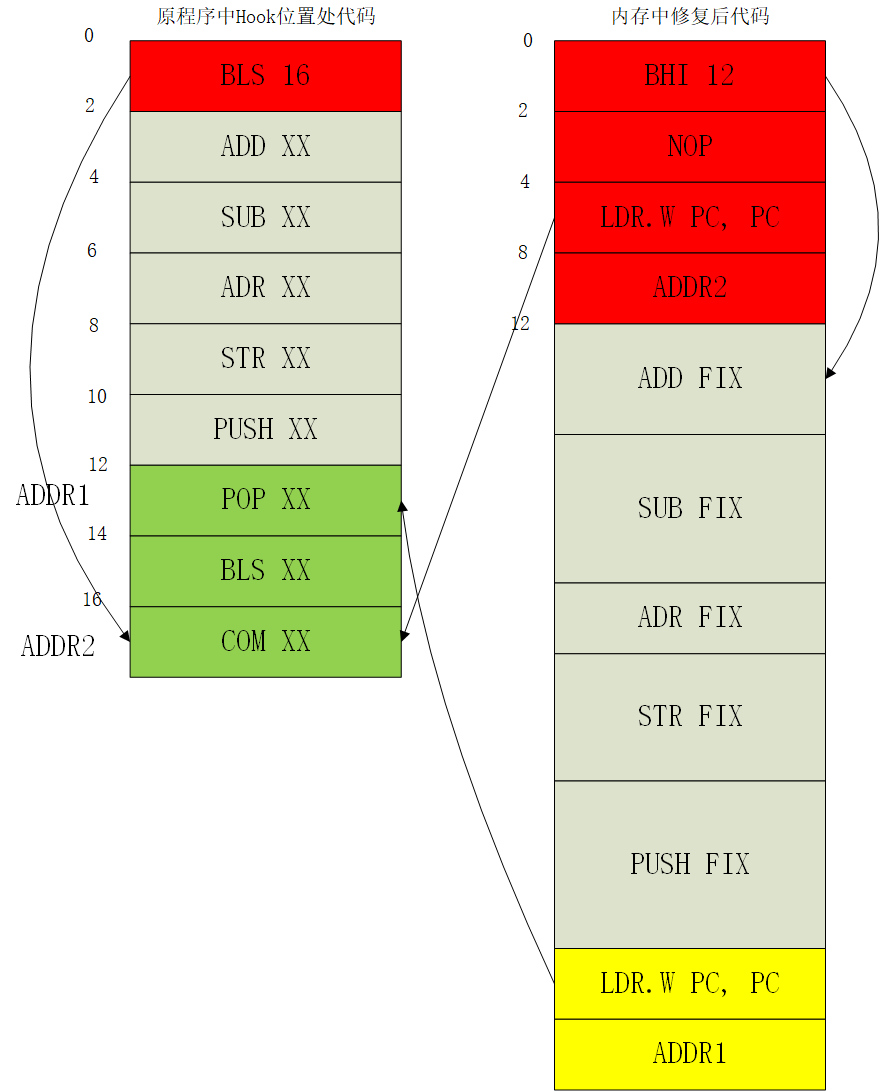 原程序中Hook位置处代码
0
BLS 16
2
ADD XX
4
SUB XX
6
ADR XX
8
STR XX
10
PUSH XX
12
ADDR1
POP XX
14
BLS XX
16
ADDR2
COM XX
内存中修复后代码
0
BHI 12
2
NOP
4
LDR.W PC, PC
8
ADDR2
12
ADD FIX
SUB FIX
ADR FIX
STR FIX
PUSH FIX
LDR.W PC, PC
ADDR1